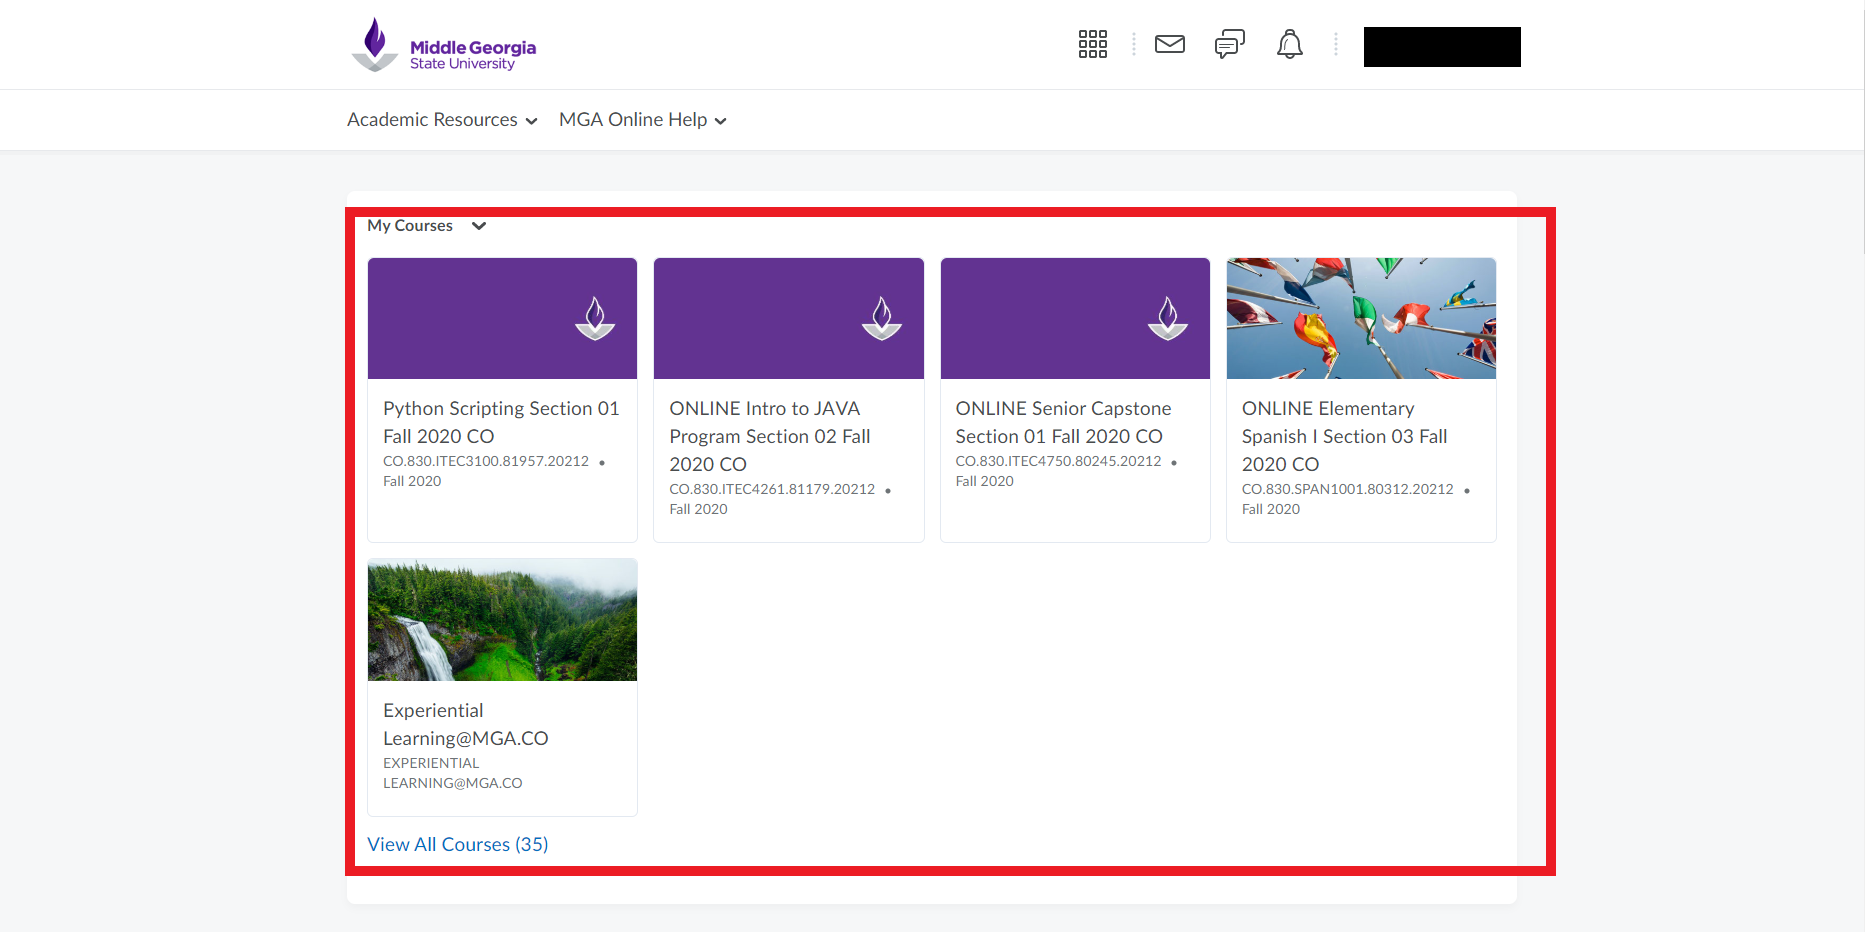 Middle Georgia
State University
Academic Resources
MGA Online Help
My Courses
Python Scripting Section 01
Fall 2020 CO
CO.830.ITEC3100.81957.20212 •
Fall 2020
ONLINE Intro to JAVA
Program Section 02 Fall
2020 CO
CO.830.ITEC4261.81179.20212 •
Fall 2020
ONLINE Senior Capstone
Section 01 Fall 2020 CO
CO.830.ITEC4750.80245.20212 •
Fall 2020
ONLINE Elementary
Spanish I Section 03 Fall
2020 CO
CO.830.SPAN1001.80312.20212 •
Fall 2020
Experiential
Learning@MGA.CO
EXPERIENTIAL
LEARNING@MGA.CO
View All Courses (35)